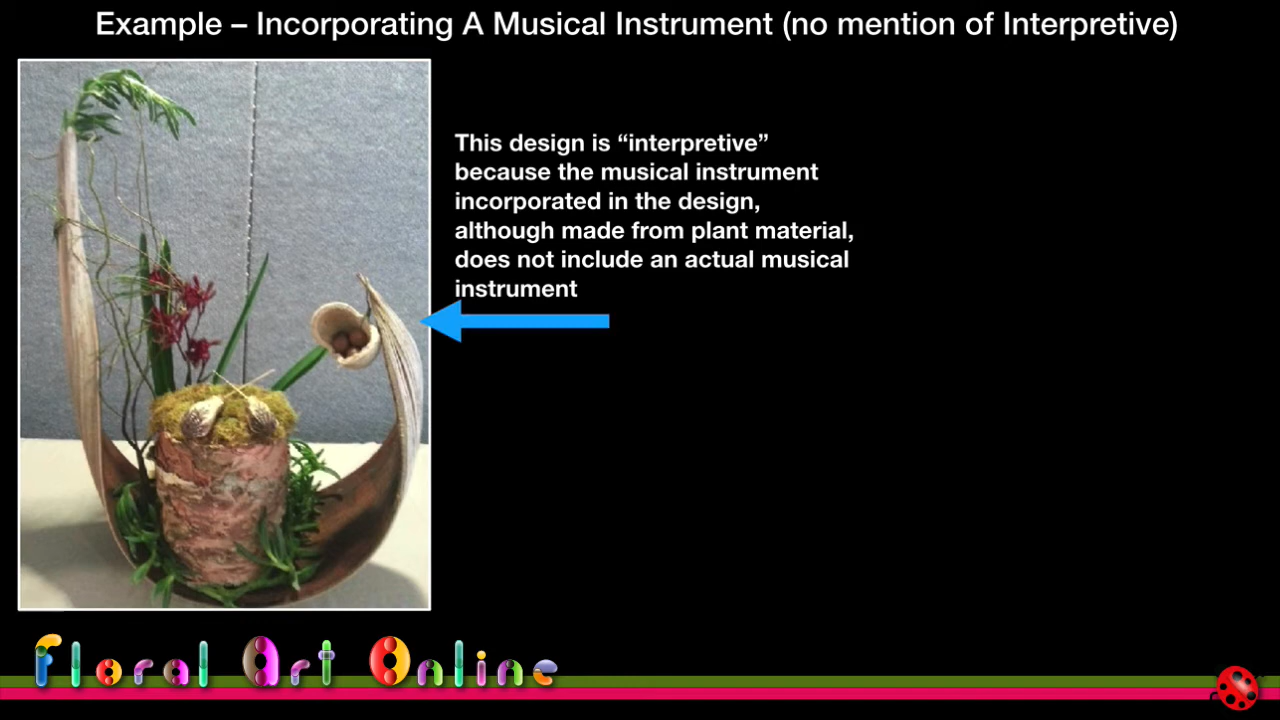 Example – Incorporating A Musical Instrument (no mention of Interpretive)
This design is “interpretive”
because the musical instrument
incorporated in the design,
although made from plant material,
does not include an actual musical
instrument
Floral Art Online